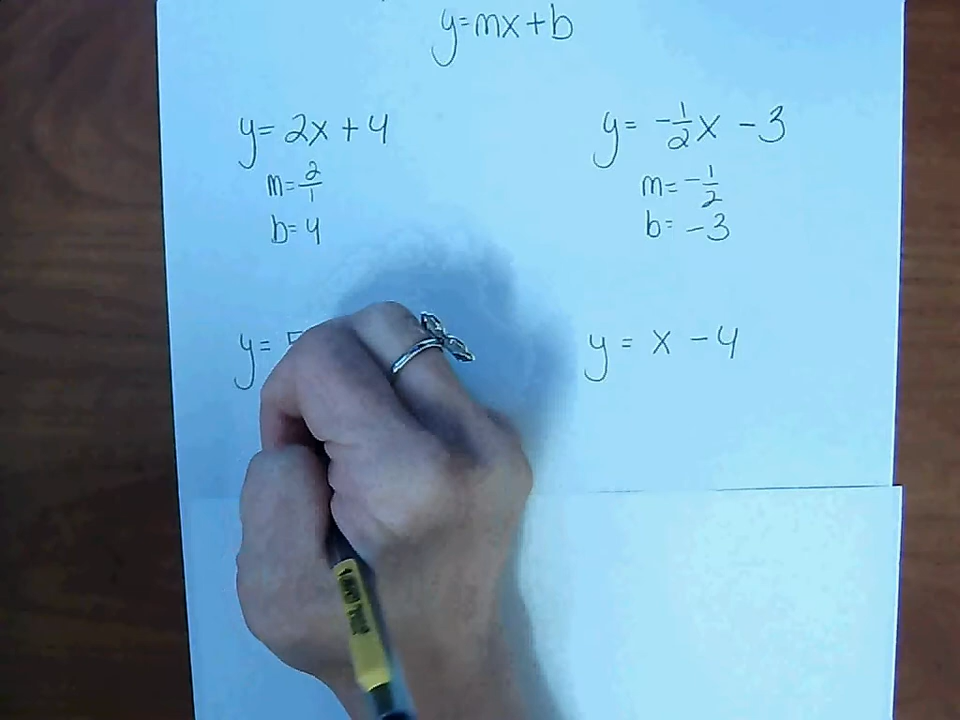 y=mx+b
y=2x+4
m=2/1
b=4
y=-1/2x-3
m=-1/2
b=-3
y=
y=x-4